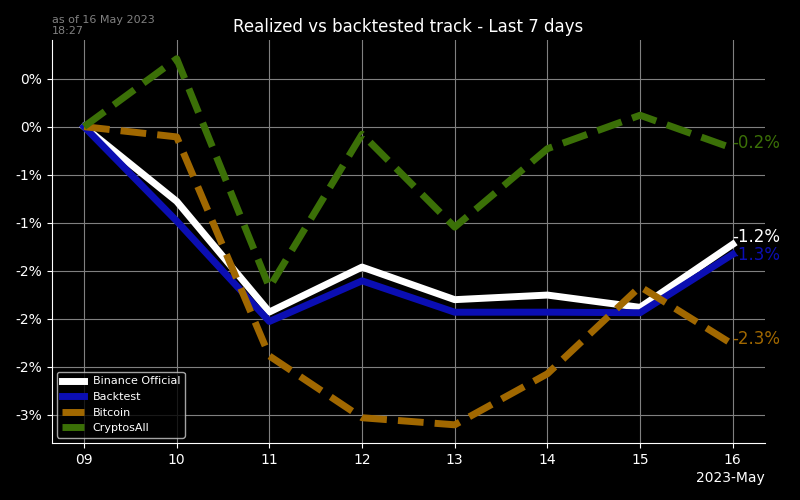 as of 16 May 2023
18:27
Realized vs backtested track - Last 7 days
0%
0%
-1%
-1%
-2%
-2%
-2%
-3%
-0.2%
-1.2%
-1.3%
-2.3%
Binance Official
Backtest
Bitcoin
CryptosAll
09 10 11 12 13 14 15 16
2023-May